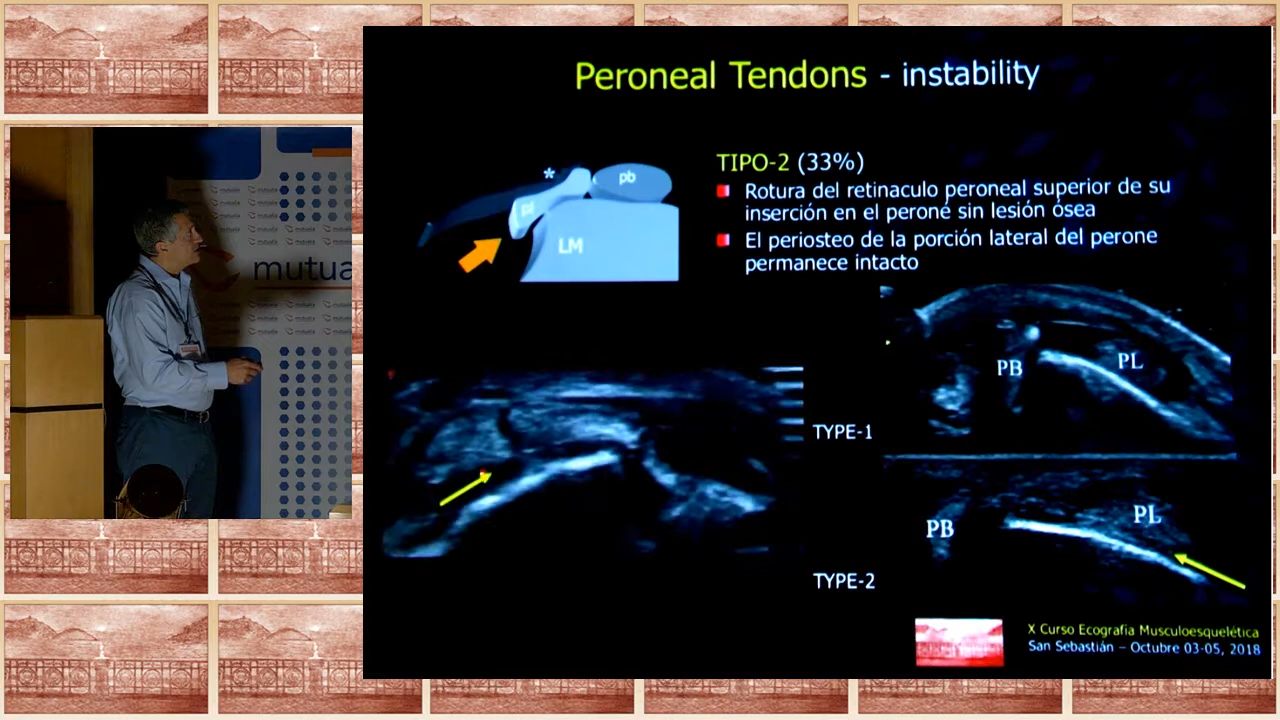 Peroneal Tendons - instability
TIPO-2 (33%)
Rotura del retinaculo peroneal superior de su
inserción en el peroné sin lesión ósea
El periosteo de la porción lateral del perone
permanece intacto
*
pb
pl
LM
mutua
PB
PL
TYPE-1
PB
PL
TYPE-2
X Curso Ecografía Musculoesquelética
San Sebastián – Octubre 03-05, 2018